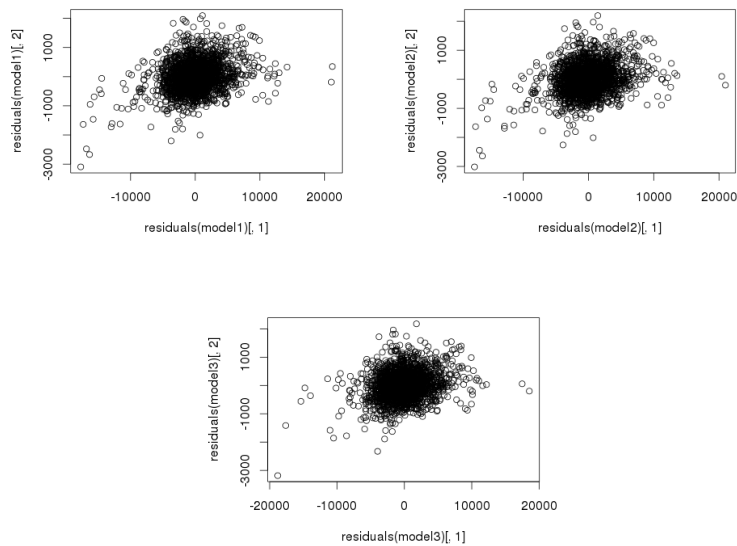 residuals(model1)[, 2]
1000
-1000
-3000
-10000 0 10000 20000
residuals(model1)[, 1]
residuals(model2)[, 2]
1000
-1000
-3000
-10000 0 10000 20000
residuals(model2)[, 1]
residuals(model3)[, 2]
1000
-1000
-3000
-20000 -10000 0 10000 20000
residuals(model3)[, 1]